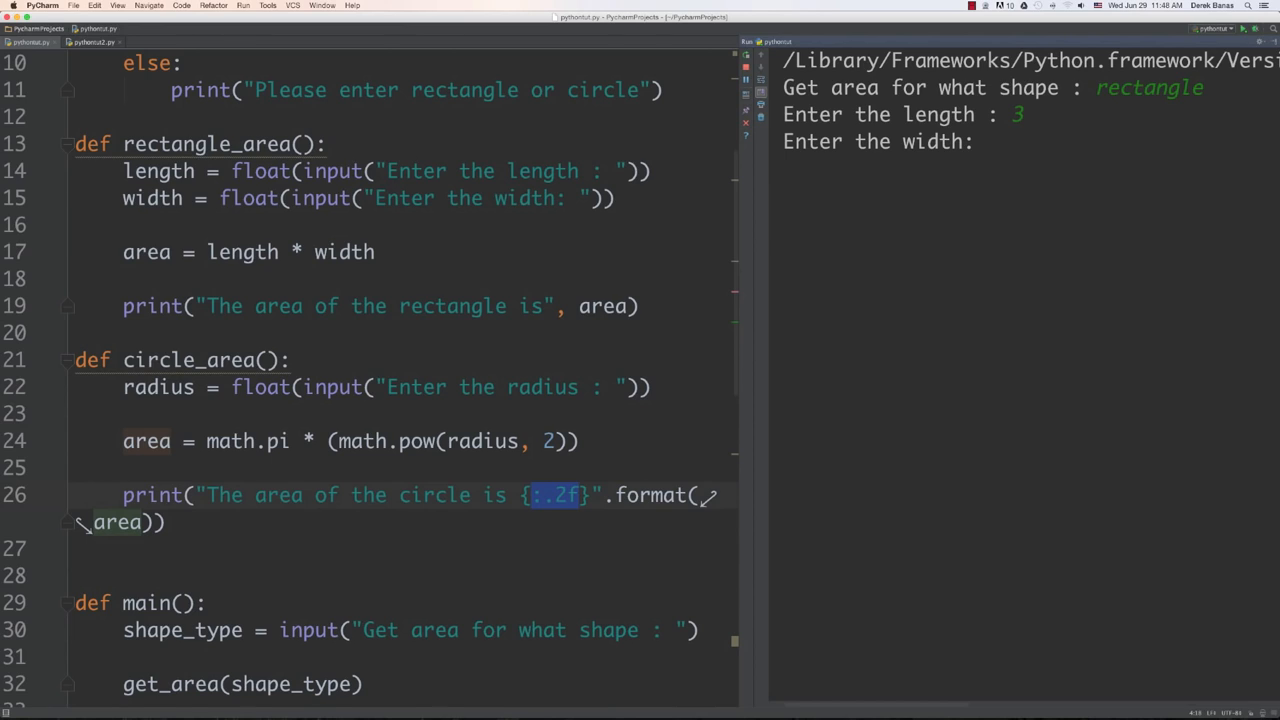 PyCharm File Edit View Navigate Code Refactor Run Tools VCS Window Help
10 Wed Jun 29 11:48 AM Derek Banas
pythontut.py - PycharmProjects - [~/PycharmProjects]
PycharmProjects pythontut.py
pythontut
pythontut.py pythontut2.py
Run pythontut
10 else:
11 print("Please enter rectangle or circle")
12
13 def rectangle_area():
14 length = float(input("Enter the length : "))
15 width = float(input("Enter the width: "))
16
17 area = length * width
18
19 print("The area of the rectangle is", area)
20
21 def circle_area():
22 radius = float(input("Enter the radius : "))
23
24 area = math.pi * (math.pow(radius, 2))
25
26 print("The area of the circle is {:.2f}".format(
area))
27
28
29 def main():
30 shape_type = input("Get area for what shape : ")
31
32 get_area(shape_type)
/Library/Frameworks/Python.framework/Versi
Get area for what shape : rectangle
Enter the length : 3
Enter the width:
4:18 LF÷ UTF-8÷